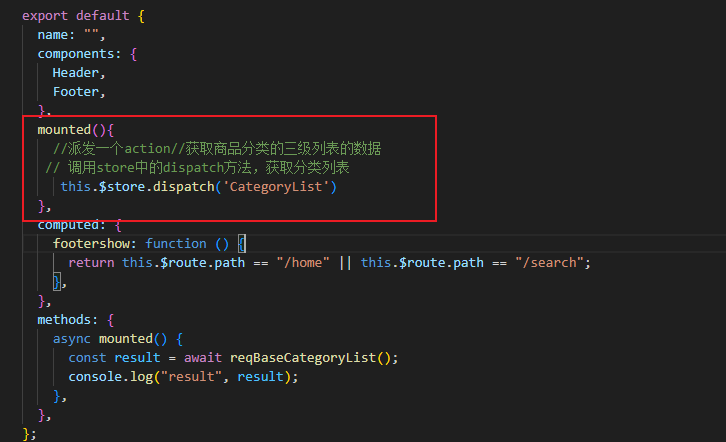 export default {
  name: "",
  components: {
    Header,
    Footer,
  },
  mounted(){
    //派发一个action//获取商品分类的三级列表的数据
   // 调用store中的dispatch方法，获取分类列表
     this.$store.dispatch('CategoryList')
  },
  computed: {
    footershow: function () {
      return this.$route.path == "/home" || this.$route.path == "/search";
    },
  },
  methods: {
    async mounted() {
      const result = await reqBaseCategoryList();
      console.log("result", result);
    },
  },
};